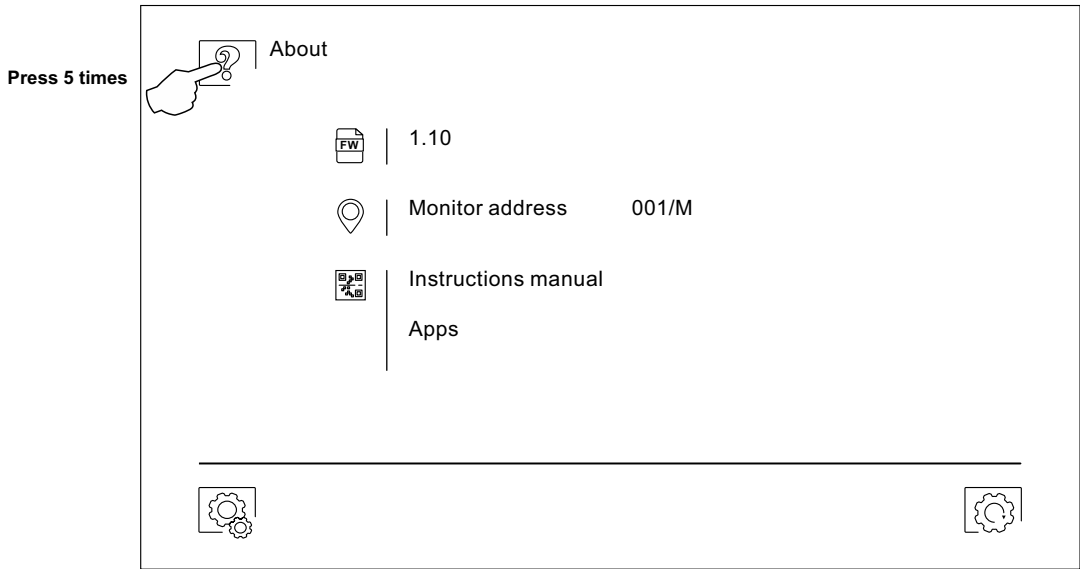 About
Press 5 times
FW
1.10
Monitor address 001/M
Instructions manual
Apps